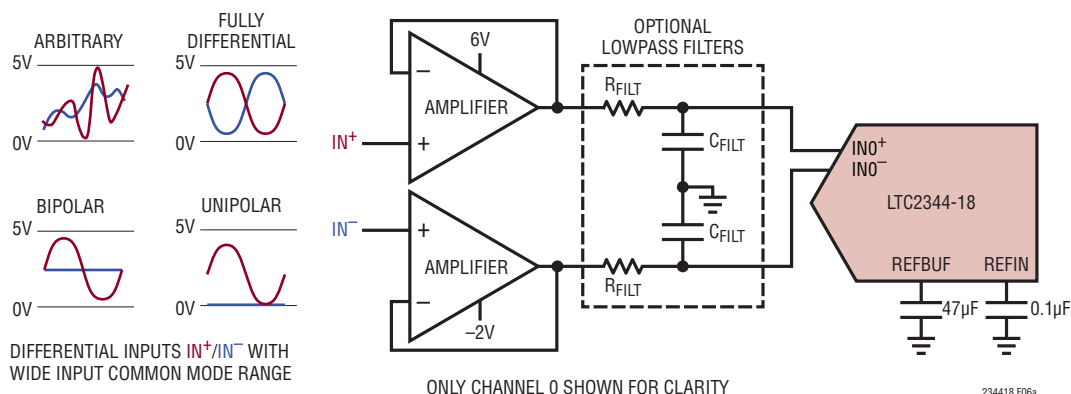 ARBITRARY
5V
0V
FULLY
DIFFERENTIAL
5V
0V
BIPOLAR
5V
0V
UNIPOLAR
5V
0V
DIFFERENTIAL INPUTS IN+/IN− WITH
WIDE INPUT COMMON MODE RANGE
6V
−
AMPLIFIER
+
IN+
IN−
+
AMPLIFIER
−
−2V
OPTIONAL
LOWPASS FILTERS
RFILT
CFILT
CFILT
RFILT
IN0+
IN0−
LTC2344-18
REFBUF
REFIN
47µF
0.1µF
ONLY CHANNEL 0 SHOWN FOR CLARITY
234418 F06a